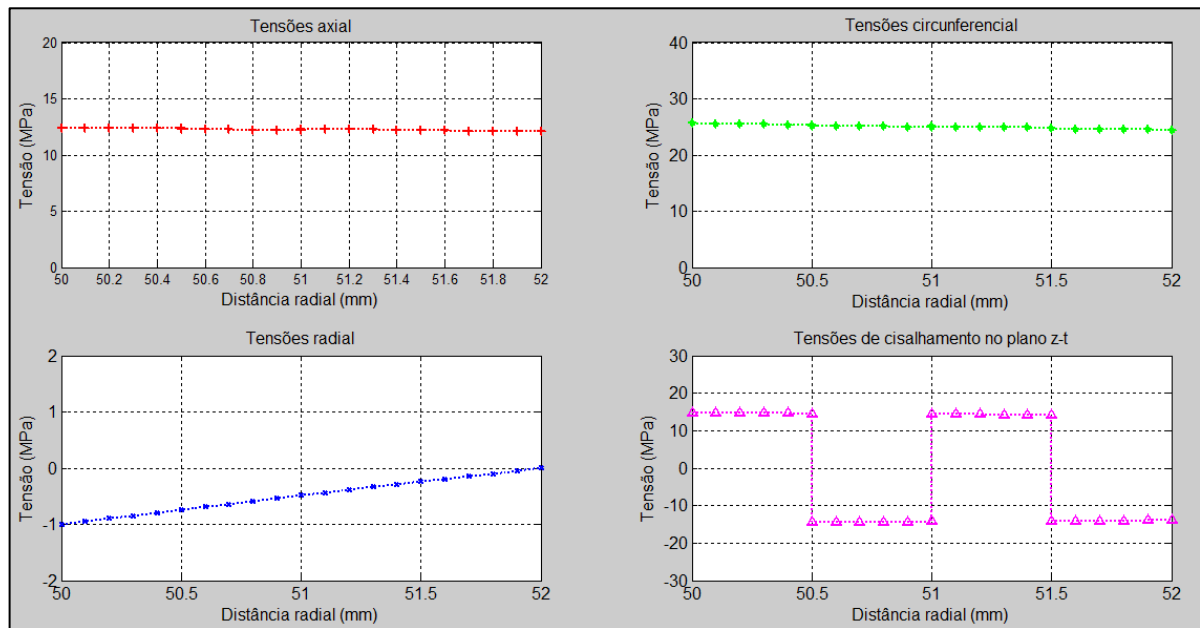 Tensões axial
Tensão (MPa)
20
15
10
5
0
50 50.2 50.4 50.6 50.8 51 51.2 51.4 51.6 51.8 52
Distância radial (mm)
Tensões circunferencial
Tensão (MPa)
40
30
20
10
0
50 50.5 51 51.5 52
Distância radial (mm)
Tensões radial
Tensão (MPa)
2
1
0
-1
-2
50 50.5 51 51.5 52
Distância radial (mm)
Tensões de cisalhamento no plano z-t
Tensão (MPa)
30
20
10
0
-10
-20
-30
50 50.5 51 51.5 52
Distância radial (mm)